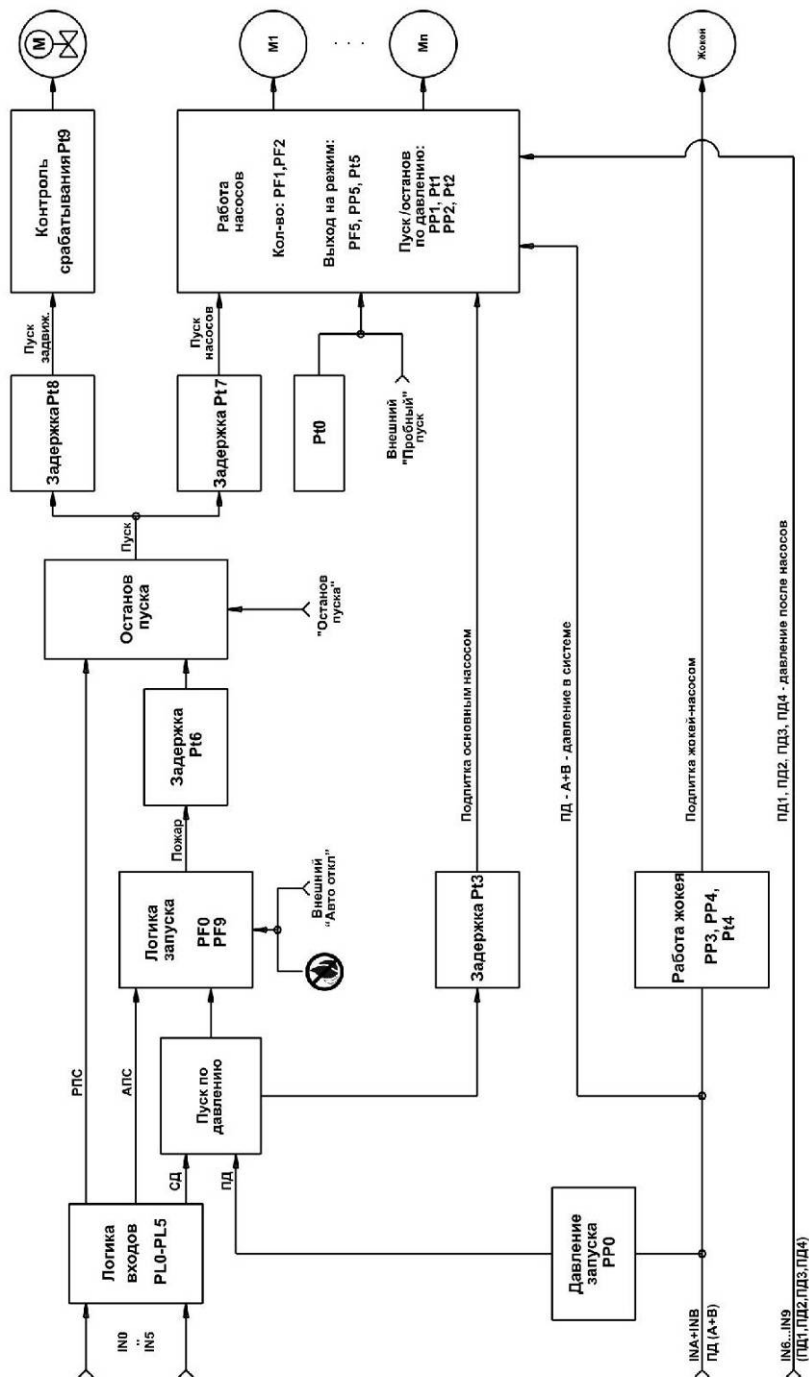 IN0
..
IN5
Логика
входов
PL0-PL5
РПС
АПС
СД
ПД
Пуск по
давлению
Логика
запуска
PF0
PF9
Внешний
"Авто откл"
Пожар
Задержка
Pt6
Останов
пуска
"Останов
пуска"
Пуск
Задержка Pt8
Пуск
задвиж.
Контроль
срабатывания Pt9
М
Задержка Pt7
Пуск
насосов
Работа
насосов
Кол-во: PF1,PF2
Выход на режим:
PF5, PP5, Pt5
Пуск/останов
по давлению:
PP1, Pt1
PP2, Pt2
М1
. . .
Мn
Pt0
Внешний
"Пробный"
пуск
Задержка Pt3
Подпитка основным насосом
Давление
запуска
PP0
ПД - А+В - давление в системе
INA+INB
ПД (А+В)
Работа жокея
PP3, PP4,
Pt4
Подпитка жокей-насосом
Жокей
IN6...IN9
(ПД1,ПД2,ПД3,ПД4)
ПД1, ПД2, ПД3, ПД4 - давление после насосов